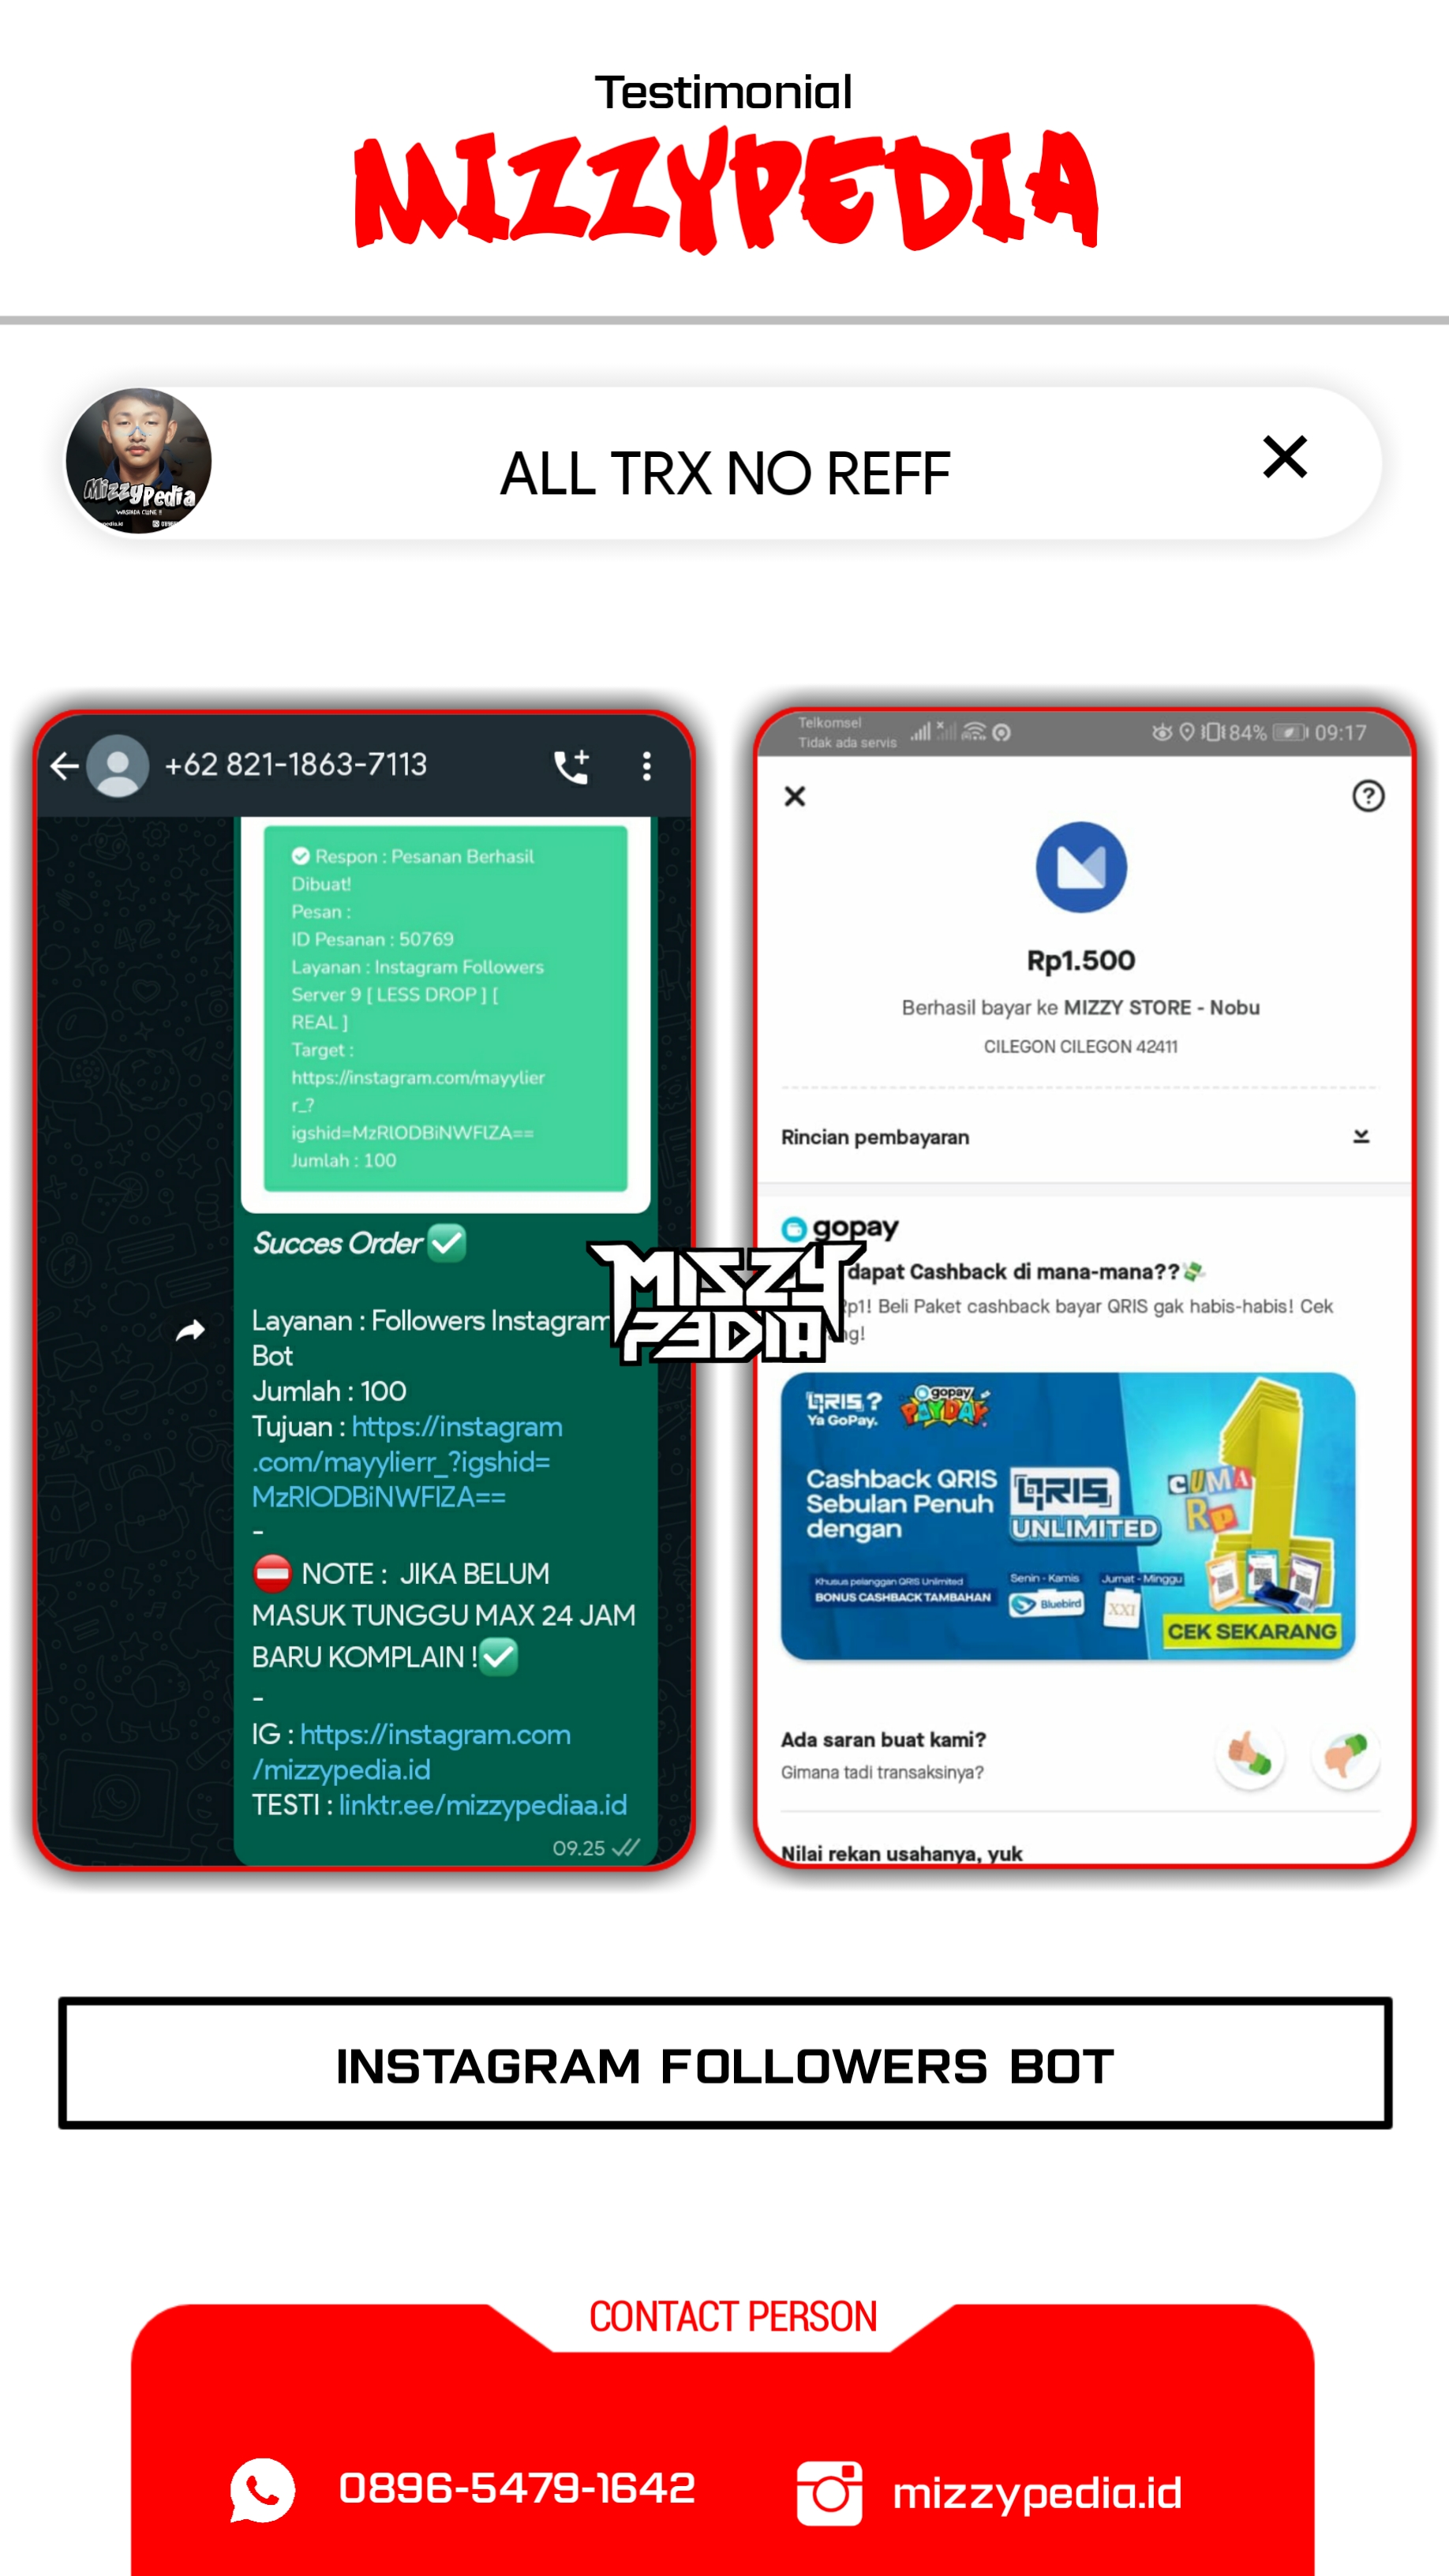 Testimonial
MIZZYPEDIA
MizzyPedia
ALL TRX NO REFF
+62 821-1863-7113
Respon : Pesanan Berhasil
Dibuat!
Pesan :
ID Pesanan : 50769
Layanan : Instagram Followers
Server 9 [ LESS DROP ] [
REAL ]
Target :
https://instagram.com/mayylier
r_?
igshid=MzRlODBiNWFlZA==
Jumlah : 100
Succes Order
Layanan : Followers Instagram
Bot
Jumlah : 100
Tujuan : https://instagram
.com/mayylierr_?igshid=
MzRlODBiNWFlZA==
-
NOTE : JIKA BELUM
MASUK TUNGGU MAX 24 JAM
BARU KOMPLAIN !
-
IG : https://instagram.com
/mizzypedia.id
TESTI : linktr.ee/mizzypediaa.id
09.25
MIZZY
P3DIA
Telkomsel
Tidak ada servis
84%
09:17
Rp1.500
Berhasil bayar ke MIZZY STORE - Nobu
CILEGON CILEGON 42411
Rincian pembayaran
gopay
dapat Cashback di mana-mana??
p1! Beli Paket cashback bayar QRIS gak habis-habis! Cek
ng!
QRIS ?
Ya GoPay.
gopay
PAYDAY
Cashback QRIS
Sebulan Penuh
dengan
QRIS
UNLIMITED
CUMA
Rp
1
Khusus pelanggan QRIS Unlimited
BONUS CASHBACK TAMBAHAN
Senin - Kamis
Bluebird
Jumat - Minggu
XXI
CEK SEKARANG
Ada saran buat kami?
Gimana tadi transaksinya?
Nilai rekan usahanya, yuk
INSTAGRAM FOLLOWERS BOT
CONTACT PERSON
0896-5479-1642
mizzypedia.id